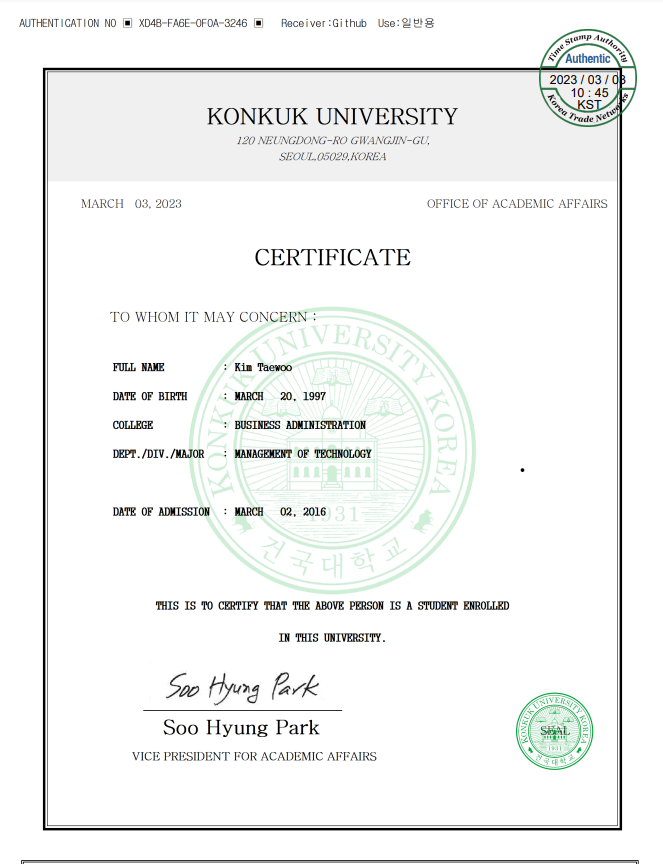 AUTHENTICATION NO ▣ XD4B-FA6E-0F0A-3246 ▣ Receiver:Github Use:일반용
Time Stamp Authority
Authentic
2023 / 03 / 03
10 : 45
KST
Korea Trade Networks
KONKUK UNIVERSITY
120 NEUNGDONG-RO GWANGJIN-GU,
SEOUL,05029,KOREA
MARCH 03, 2023 OFFICE OF ACADEMIC AFFAIRS
CERTIFICATE
TO WHOM IT MAY CONCERN :
KONKUK UNIVERSITY KOREA
FULL NAME : Kim Taewoo
DATE OF BIRTH : MARCH 20, 1997
COLLEGE : BUSINESS ADMINISTRATION
DEPT./DIV./MAJOR : MANAGEMENT OF TECHNOLOGY
DATE OF ADMISSION : MARCH 02, 2016
1931
건국대학교
THIS IS TO CERTIFY THAT THE ABOVE PERSON IS A STUDENT ENROLLED
IN THIS UNIVERSITY.
Soo Hyung Park
Soo Hyung Park
VICE PRESIDENT FOR ACADEMIC AFFAIRS
KONKUK UNIVERSITY KOREA
SEAL
1931
건국대학교